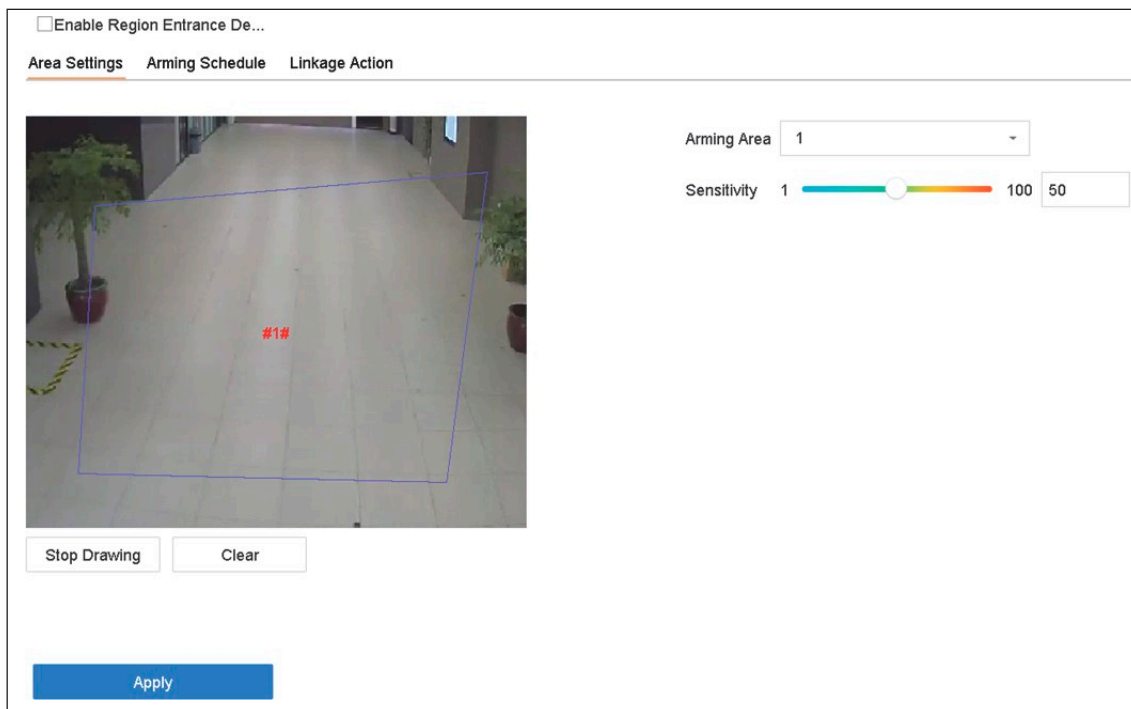 Enable Region Entrance De...
Area Settings Arming Schedule Linkage Action
Arming Area 1
Sensitivity 1 100 50
#1#
Stop Drawing Clear
Apply